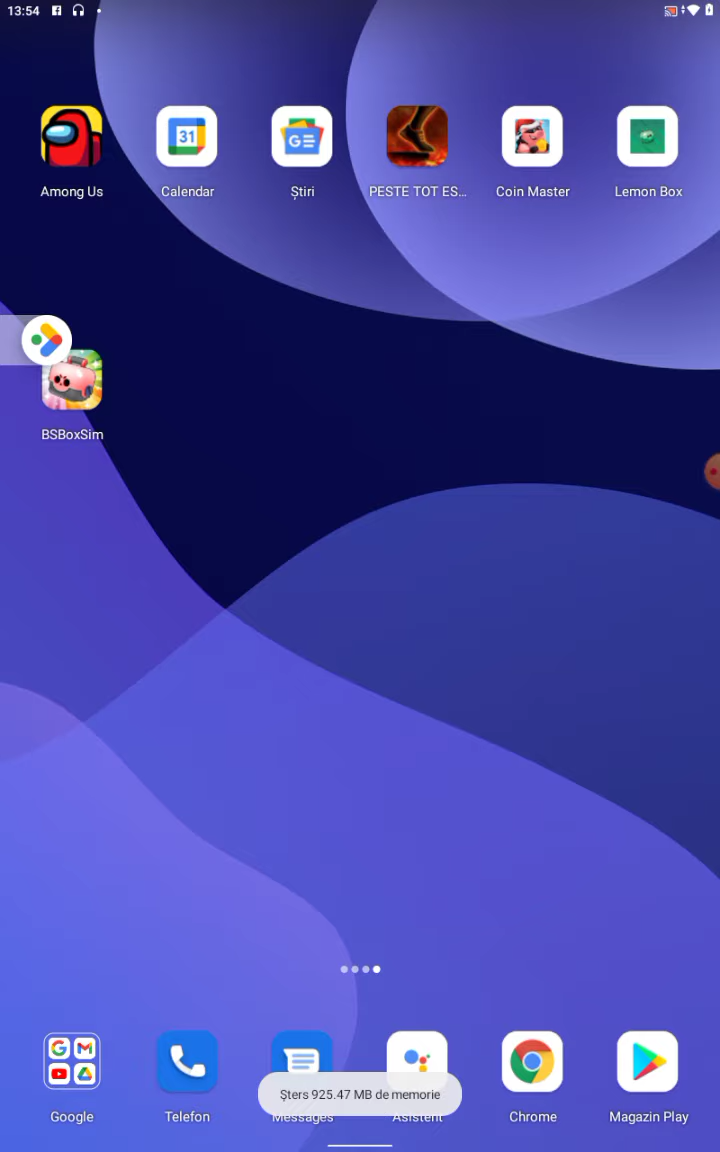 13:54
31
Among Us
Calendar
Știri
PESTE TOT ES...
Coin Master
Lemon Box
BSBoxSim
Șters 925.47 MB de memorie
Google
Telefon
Messages
Asistent
Chrome
Magazin Play